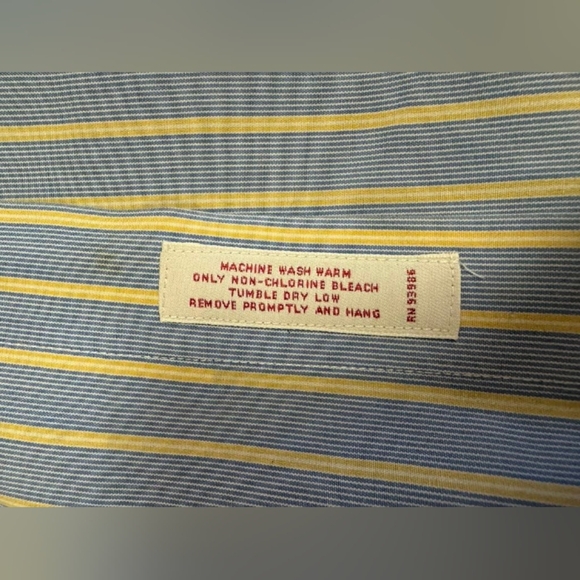 MACHINE WASH WARM
ONLY NON-CHLORINE BLEACH
TUMBLE DRY LOW
REMOVE PROMPTLY AND HANG
RN 93986